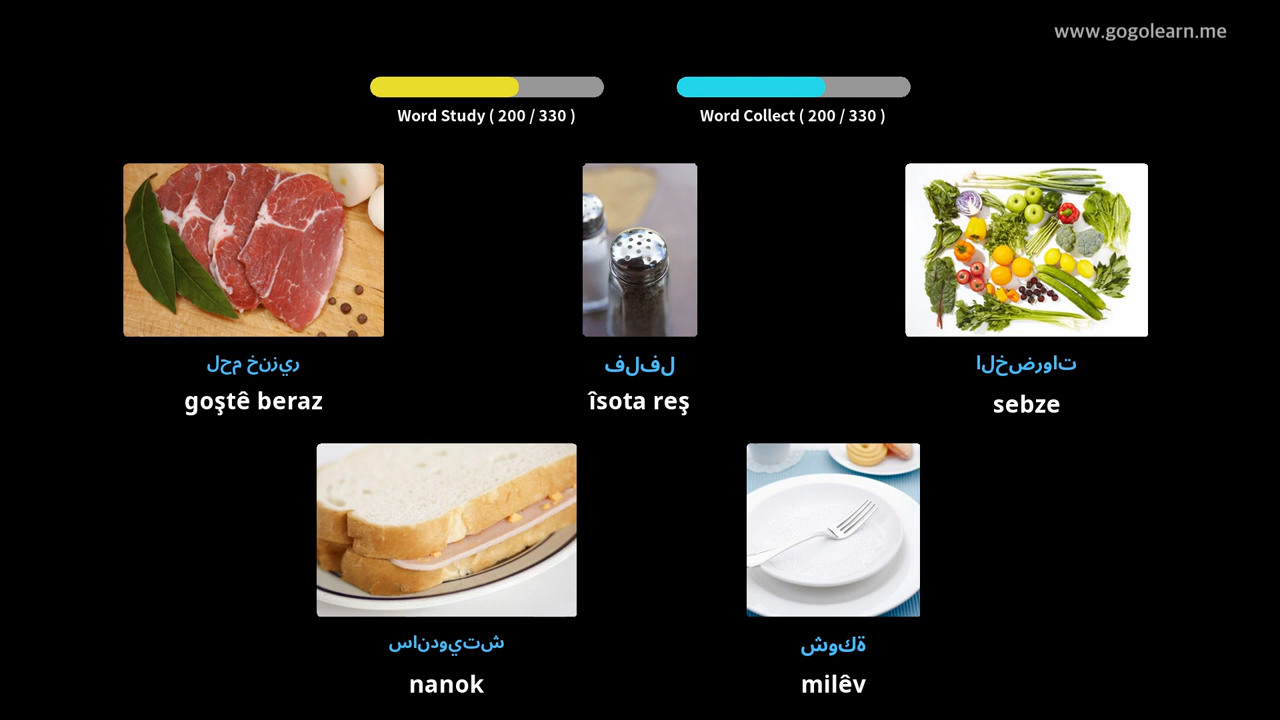 www.gogolearn.me
Word Study ( 200 / 330 )
Word Collect ( 200 / 330 )
لحم خنزير
فلفل
الخضروات
goştê beraz
îsota reş
sebze
ساندويتش
شوكة
nanok
milêv